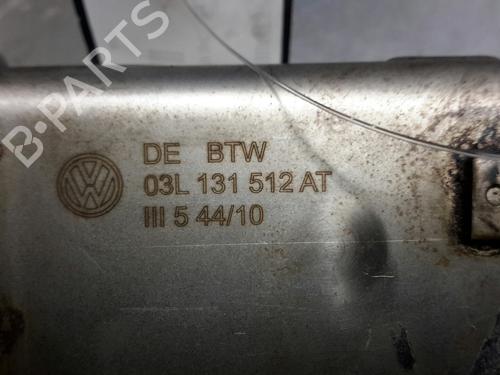 B-PARTS
DE BTW
03L 131 512 AT
III 5 44/10